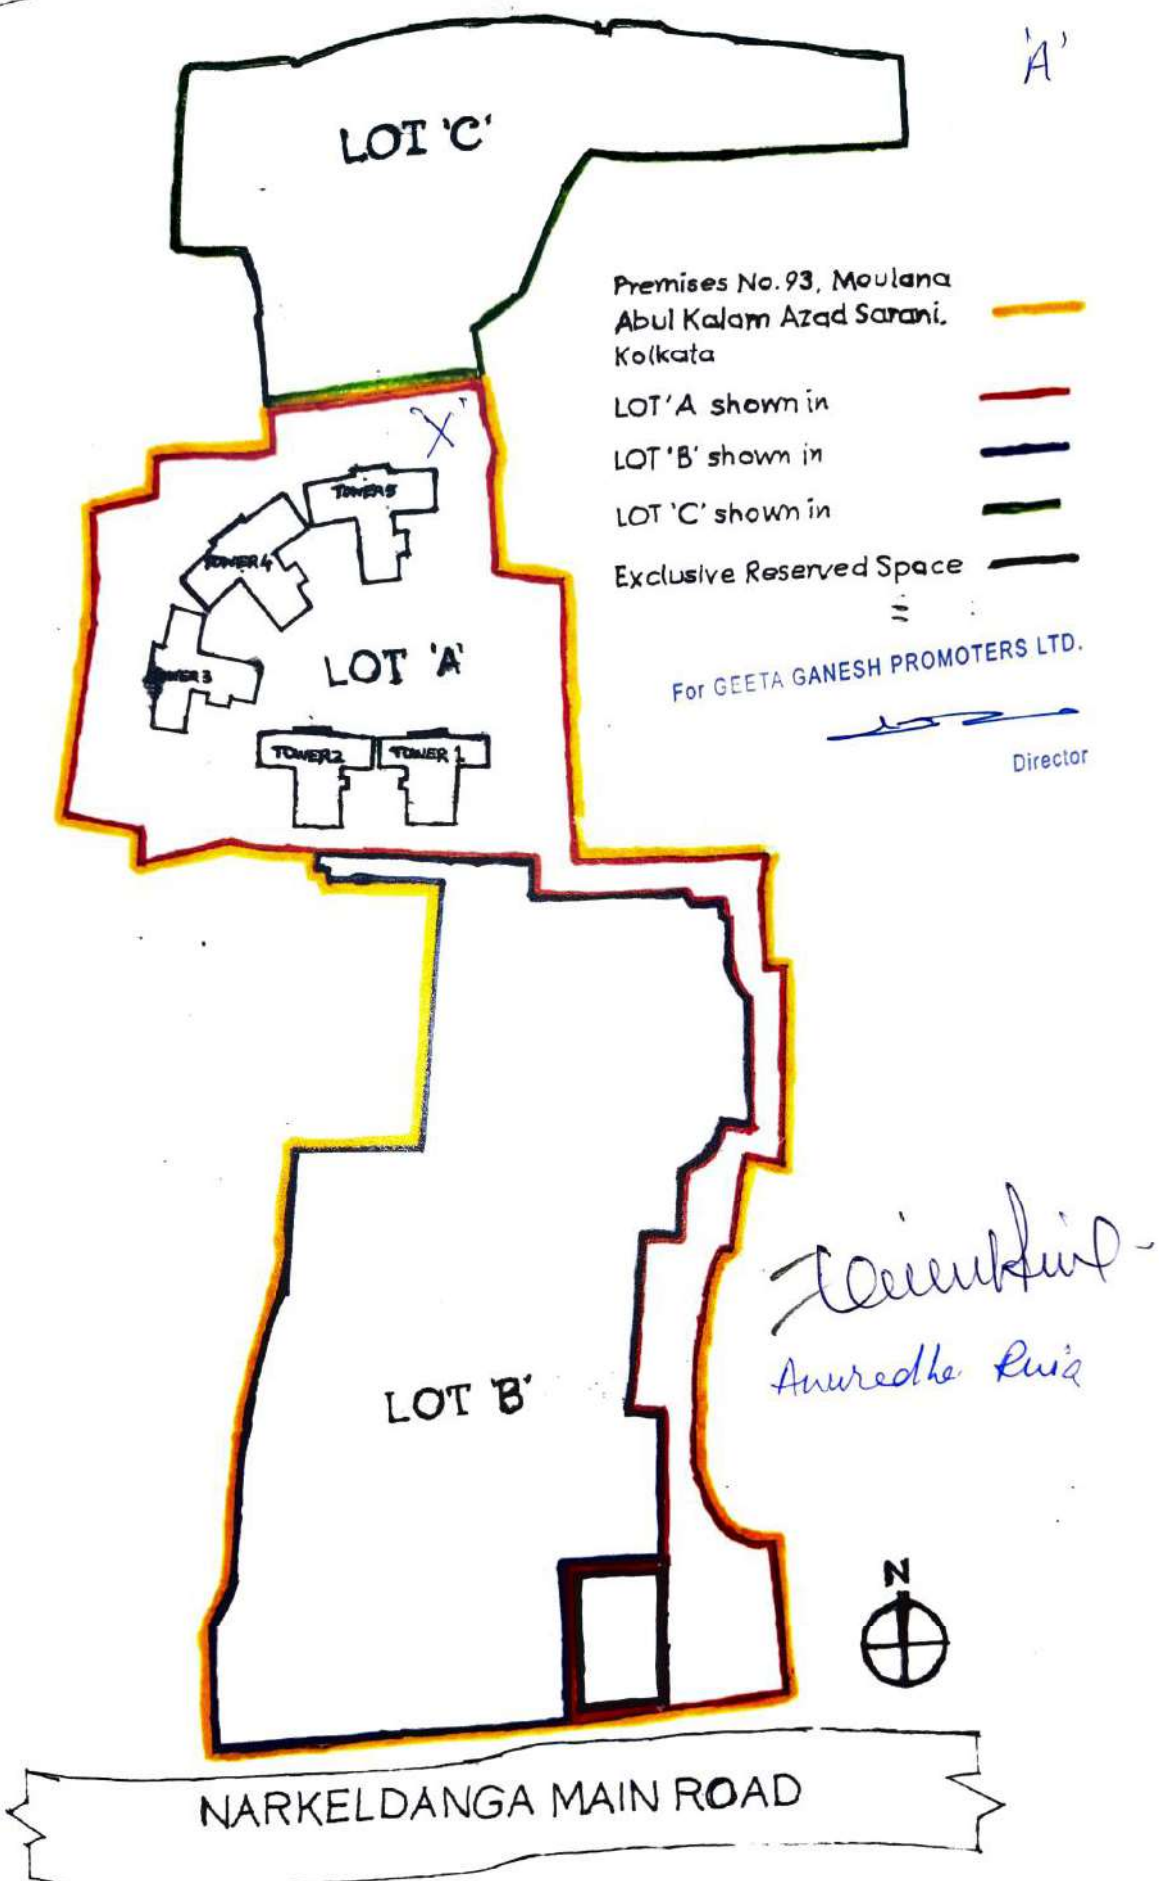 'A'
LOT 'C'
Premises No. 93, Moulana
Abul Kalam Azad Sarani.
Kolkata
LOT 'A shown in
LOT 'B' shown in
LOT 'C' shown in
Exclusive Reserved Space
'X'
TOWER 5
TOWER 4
TOWER 3
LOT 'A'
TOWER 2
TOWER 1
For GEETA GANESH PROMOTERS LTD.
Director
Anuredha Ruia
LOT 'B'
N
NARKELDANGA MAIN ROAD